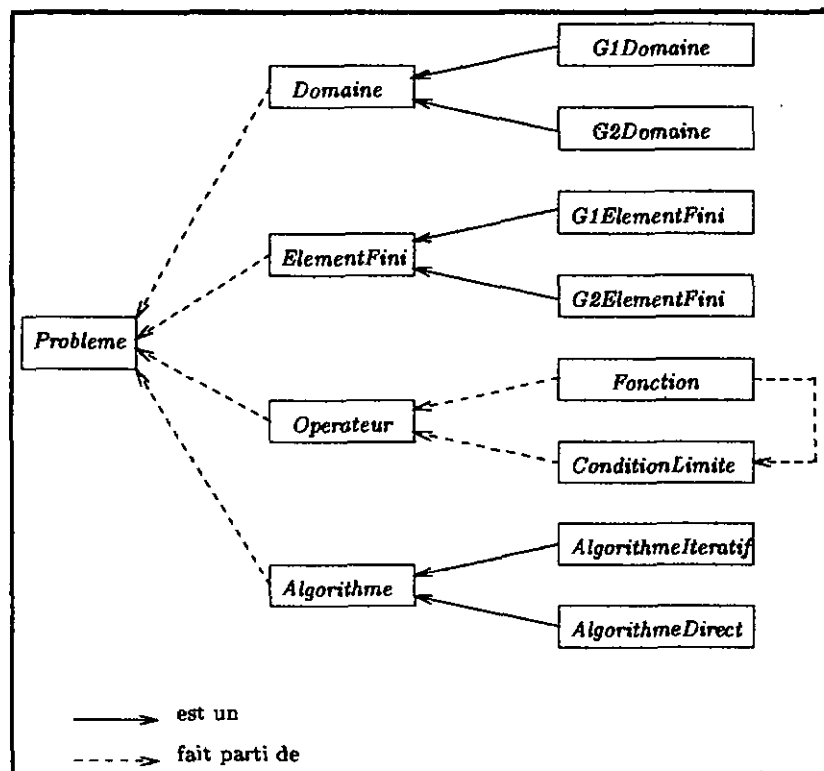 G1Domaine
Domaine
G2Domaine
G1ElementFini
ElementFini
G2ElementFini
Probleme
Fonction
Operateur
ConditionLimite
AlgorithmeIteratif
Algorithme
AlgorithmeDirect
est un
fait parti de